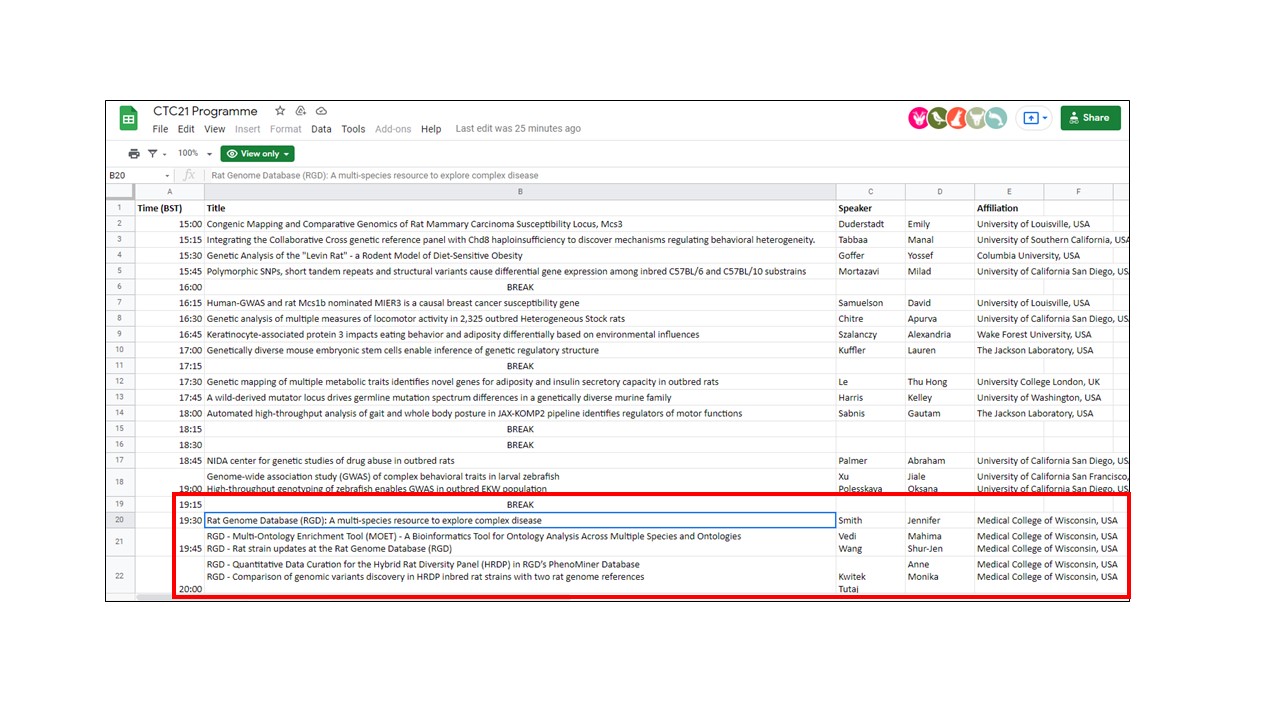 CTC21 Programme
File Edit View Insert Format Data Tools Add-ons Help Last edit was 25 minutes ago
Share
100% View only
B20 fx Rat Genome Database (RGD): A multi-species resource to explore complex disease
A B C D E F
1 Time (BST) Title Speaker Affiliation
2 15:00 Congenic Mapping and Comparative Genomics of Rat Mammary Carcinoma Susceptibility Locus, Mcs3 Duderstadt Emily University of Louisville, USA
3 15:15 Integrating the Collaborative Cross genetic reference panel with Chd8 haploinsufficiency to discover mechanisms regulating behavioral heterogeneity. Tabbaa Manal University of Southern California, USA
4 15:30 Genetic Analysis of the "Levin Rat" - a Rodent Model of Diet-Sensitive Obesity Goffer Yossef Columbia University, USA
5 15:45 Polymorphic SNPs, short tandem repeats and structural variants cause differential gene expression among inbred C57BL/6 and C57BL/10 substrains Mortazavi Milad University of California San Diego, US
6 16:00 BREAK
7 16:15 Human-GWAS and rat Mcs1b nominated MIER3 is a causal breast cancer susceptibility gene Samuelson David University of Louisville, USA
8 16:30 Genetic analysis of multiple measures of locomotor activity in 2,325 outbred Heterogeneous Stock rats Chitre Apurva University of California San Diego, US
9 16:45 Keratinocyte-associated protein 3 impacts eating behavior and adiposity differentially based on environmental influences Szalanczy Alexandria Wake Forest University, USA
10 17:00 Genetically diverse mouse embryonic stem cells enable inference of genetic regulatory structure Kuffler Lauren The Jackson Laboratory, USA
11 17:15 BREAK
12 17:30 Genetic mapping of multiple metabolic traits identifies novel genes for adiposity and insulin secretory capacity in outbred rats Le Thu Hong University College London, UK
13 17:45 A wild-derived mutator locus drives germline mutation spectrum differences in a genetically diverse murine family Harris Kelley University of Washington, USA
14 18:00 Automated high-throughput analysis of gait and whole body posture in JAX-KOMP2 pipeline identifies regulators of motor functions Sabnis Gautam The Jackson Laboratory, USA
15 18:15 BREAK
16 18:30 BREAK
17 18:45 NIDA center for genetic studies of drug abuse in outbred rats Palmer Abraham University of California San Diego, US
Genome-wide association study (GWAS) of complex behavioral traits in larval zebrafish Xu Jiale University of California San Francisco,
18 19:00 High-throughput genotyping of zebrafish enables GWAS in outbred EKW population Polesskaya Oksana University of California San Diego, US
19 19:15 BREAK
20 19:30 Rat Genome Database (RGD): A multi-species resource to explore complex disease Smith Jennifer Medical College of Wisconsin, USA
RGD - Multi-Ontology Enrichment Tool (MOET) - A Bioinformatics Tool for Ontology Analysis Across Multiple Species and Ontologies Vedi Mahima Medical College of Wisconsin, USA
21 19:45 RGD - Rat strain updates at the Rat Genome Database (RGD) Wang Shur-Jen Medical College of Wisconsin, USA
RGD - Quantitative Data Curation for the Hybrid Rat Diversity Panel (HRDP) in RGD's PhenoMiner Database Anne Medical College of Wisconsin, USA
22 RGD - Comparison of genomic variants discovery in HRDP inbred rat strains with two rat genome references Kwitek Monika Medical College of Wisconsin, USA
20:00 Tutaj